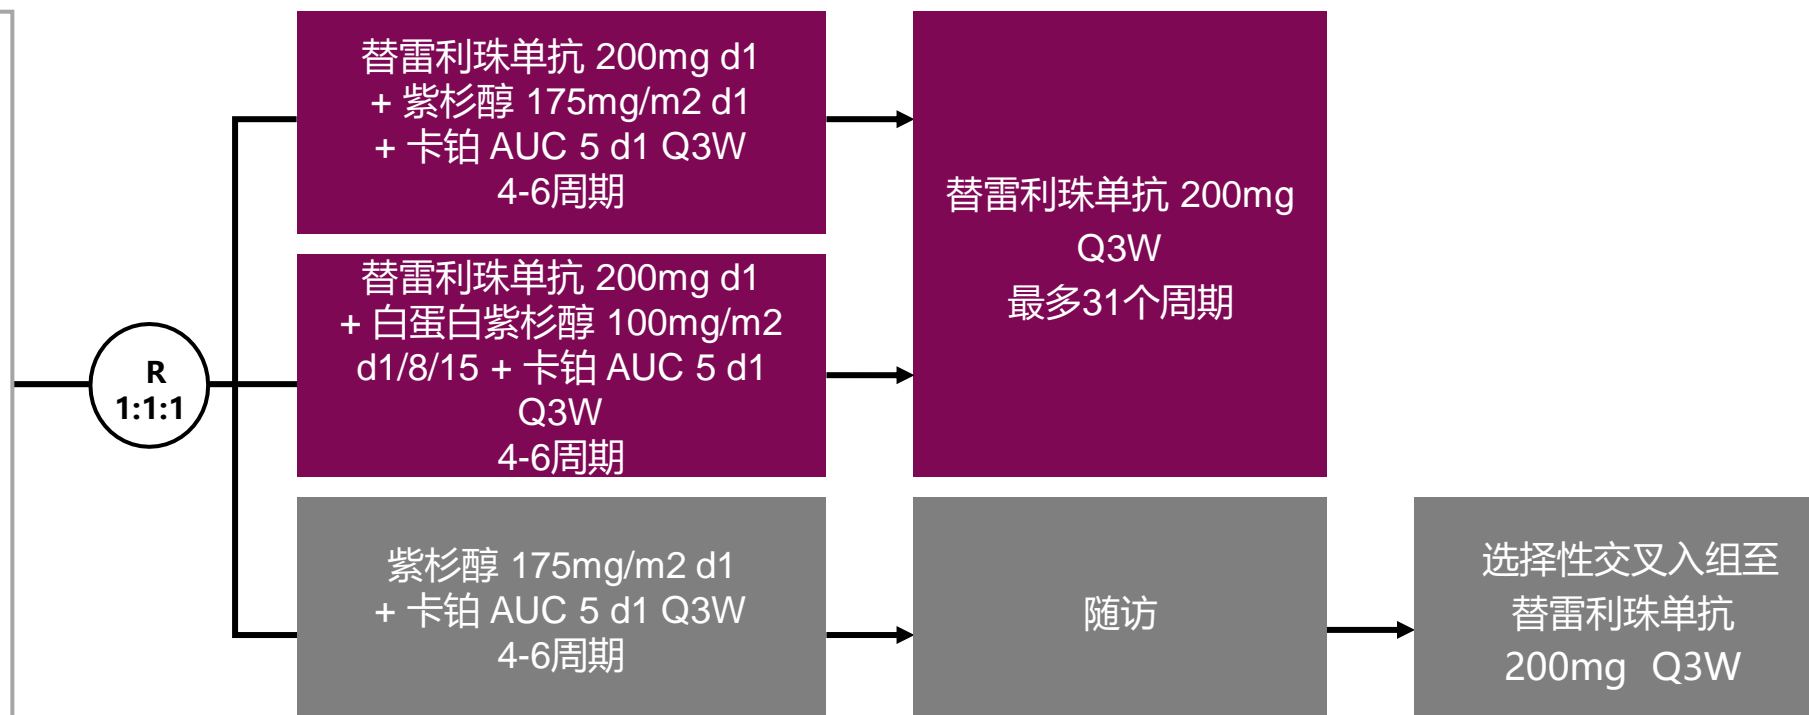 R
1:1:1
替雷利珠单抗 200mg d1
+ 紫杉醇 175mg/m2 d1
+ 卡铂 AUC 5 d1 Q3W
4-6周期
替雷利珠单抗 200mg d1
+ 白蛋白紫杉醇 100mg/m2
d1/8/15 + 卡铂 AUC 5 d1
Q3W
4-6周期
替雷利珠单抗 200mg
Q3W
最多31个周期
紫杉醇 175mg/m2 d1
+ 卡铂 AUC 5 d1 Q3W
4-6周期
随访
选择性交叉入组至
替雷利珠单抗
200mg Q3W